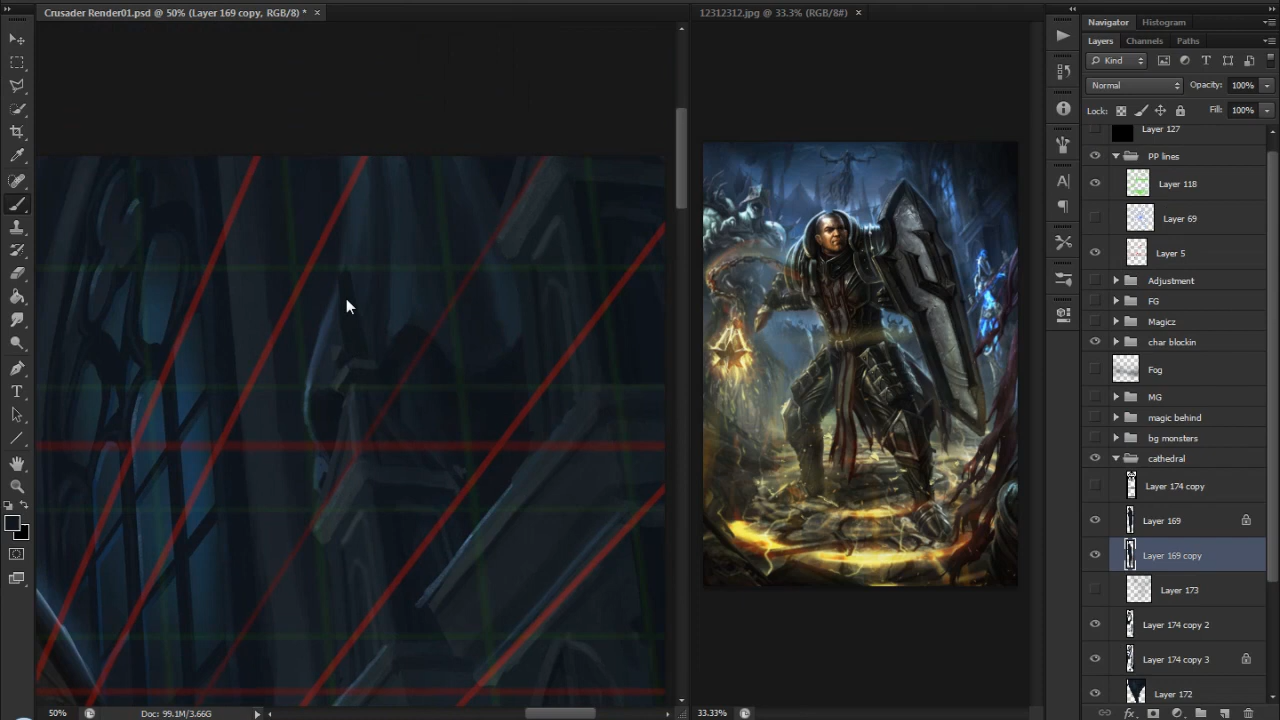 Crusader Render01.psd @ 50% (Layer 169 copy, RGB/8) * ×
12312312.jpg @ 33.3% (RGB/8#) ×
Navigator Histogram
Layers Channels Paths
Kind
Normal Opacity: 100%
Lock: Fill: 100%
Layer 127
PP lines
Layer 118
Layer 69
Layer 5
Adjustment
FG
Magicz
char blockin
Fog
MG
magic behind
bg monsters
cathedral
Layer 174 copy
Layer 169
Layer 169 copy
Layer 173
Layer 174 copy 2
Layer 174 copy 3
Layer 172
50% Doc: 99.1M/3.66G
33.33%